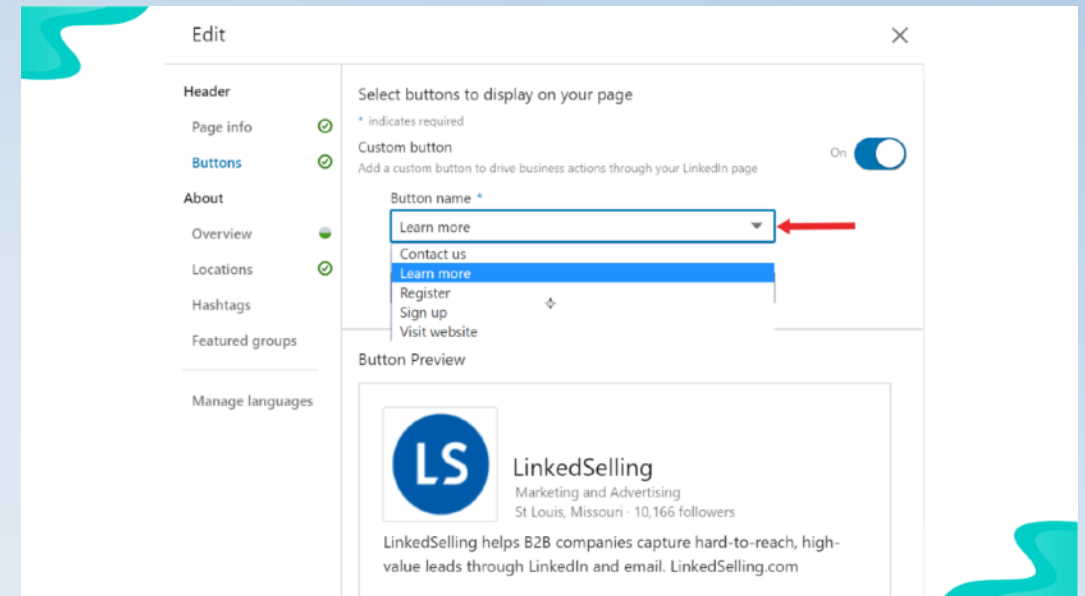 Edit
Header
Page info
Buttons
About
Overview
Locations
Hashtags
Featured groups
Manage languages
Select buttons to display on your page
* indicates required
Custom button
Add a custom button to drive business actions through your LinkedIn page
On
Button name *
Learn more
Contact us
Learn more
Register
Sign up
Visit website
Button Preview
LS
LinkedSelling
Marketing and Advertising
St Louis, Missouri · 10,166 followers
LinkedSelling helps B2B companies capture hard-to-reach, high-
value leads through LinkedIn and email. LinkedSelling.com